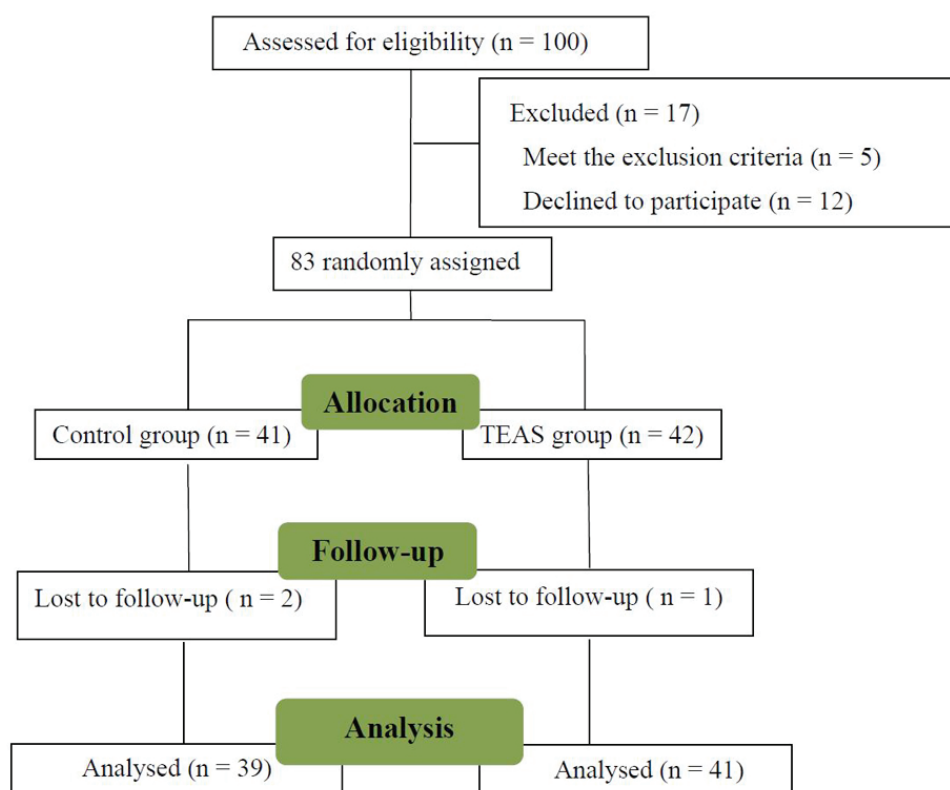 Assessed for eligibility (n = 100)
Excluded (n = 17)
Meet the exclusion criteria (n = 5)
Declined to participate (n = 12)
83 randomly assigned
Allocation
Control group (n = 41)
TEAS group (n = 42)
Follow-up
Lost to follow-up ( n = 2)
Lost to follow-up ( n = 1)
Analysis
Analysed (n = 39)
Analysed (n = 41)